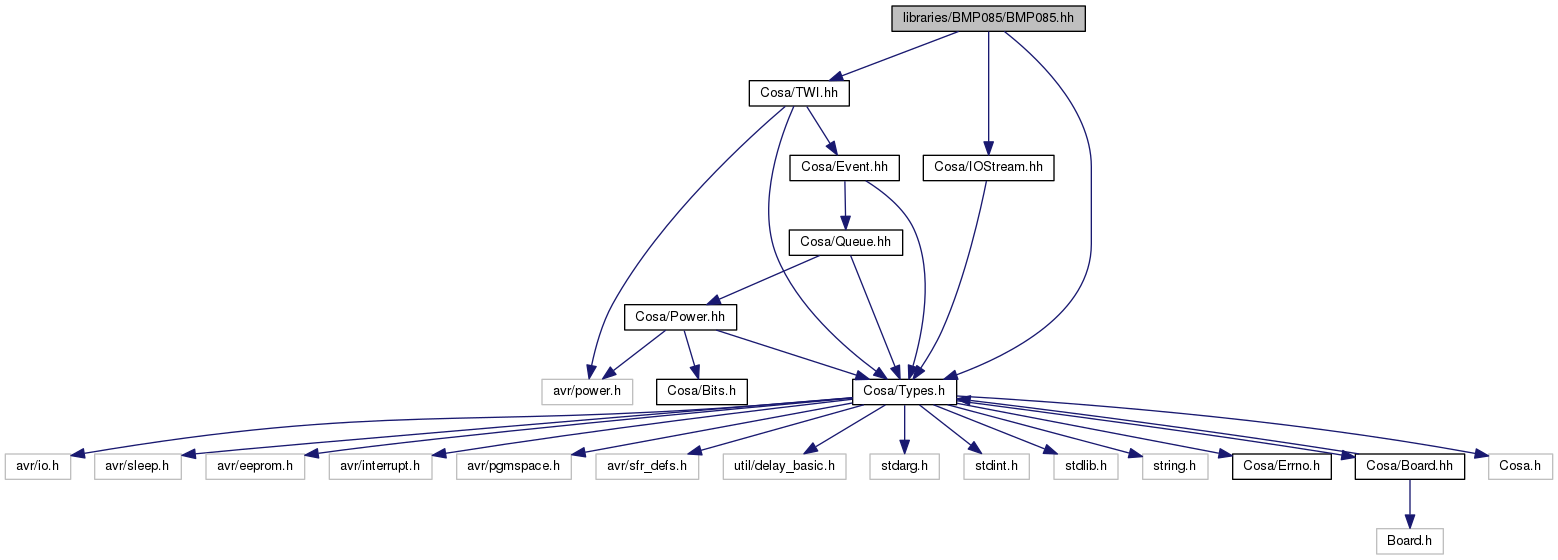 libraries/BMP085/BMP085.hh
Cosa/TWI.hh
Cosa/Event.hh
Cosa/IOStream.hh
Cosa/Queue.hh
Cosa/Power.hh
avr/power.h
Cosa/Bits.h
Cosa/Types.h
avr/io.h
avr/sleep.h
avr/eeprom.h
avr/interrupt.h
avr/pgmspace.h
avr/sfr_defs.h
util/delay_basic.h
stdarg.h
stdint.h
stdlib.h
string.h
Cosa/Errno.h
Cosa/Board.hh
Cosa.h
Board.h